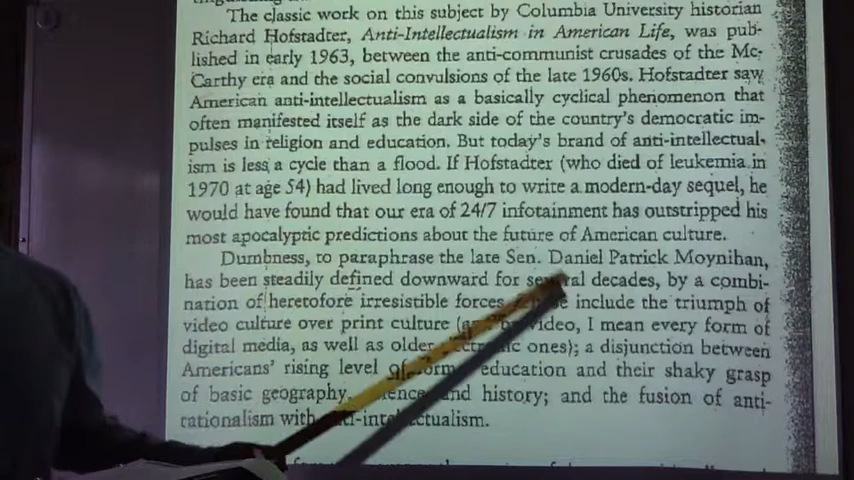 The classic work on this subject by Columbia University historian
Richard Hofstadter, Anti-Intellectualism in American Life, was pub-
lished in early 1963, between the anti-communist crusades of the Mc-
Carthy era and the social convulsions of the late 1960s. Hofstadter saw
American anti-intellectualism as a basically cyclical phenomenon that
often manifested itself as the dark side of the country's democratic im-
pulses in religion and education. But today's brand of anti-intellectual-
ism is less a cycle than a flood. If Hofstadter (who died of leukemia in
1970 at age 54) had lived long enough to write a modern-day sequel, he
would have found that our era of 24/7 infotainment has outstripped his
most apocalyptic predictions about the future of American culture.
Dumbness, to paraphrase the late Sen. Daniel Patrick Moynihan,
has been steadily defined downward for several decades, by a combi-
nation of heretofore irresistible forces. include the triumph of
video culture over print culture (and by video, I mean every form of
digital media, as well as older electronic ones); a disjunction between
Americans' rising level of formal education and their shaky grasp
of basic geography, science and history; and the fusion of anti-
rationalism with anti-intellectualism.